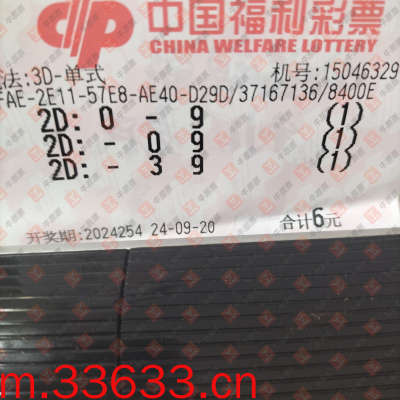 中国福利彩票
CHINA WELFARE LOTTERY
法:3D-单式 机号:15046329
FAE-2E11-57E8-AE40-D29D/37167136/8400E
2D: 0 - 9 (1)
2D: - 0 9 (1)
2D: - 3 9 (1)
开奖期:2024254 24-09-20 合计6元
m.33633.cn